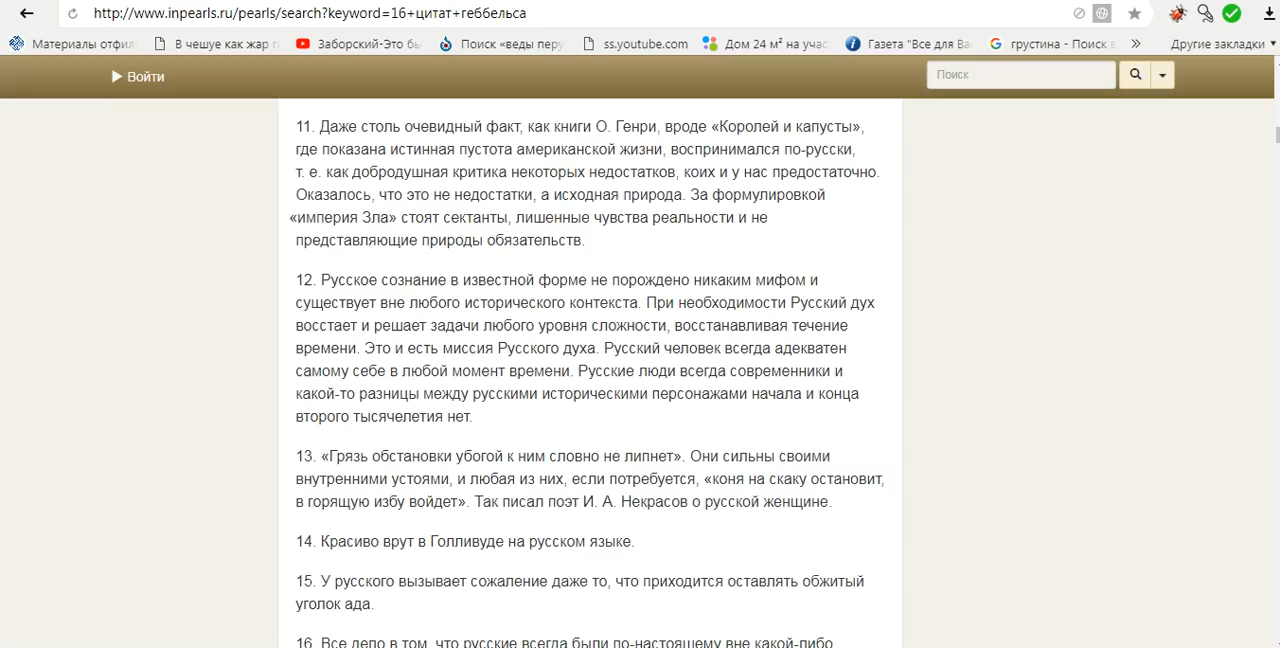 http://www.inpearls.ru/pearls/search?keyword=16+цитат+геббельса
Материалы отфил
В чешуе как жар г
Заборский-Это бы
Поиск «веды перу
ss.youtube.com
Дом 24 м² на учас
Газета "Все для Ва
грустина - Поиск в
Другие закладки
Войти
Поиск
11. Даже столь очевидный факт, как книги О. Генри, вроде «Королей и капусты»,
где показана истинная пустота американской жизни, воспринимался по-русски,
т. е. как добродушная критика некоторых недостатков, коих и у нас предостаточно.
Оказалось, что это не недостатки, а исходная природа. За формулировкой
«империя Зла» стоят сектанты, лишенные чувства реальности и не
представляющие природы обязательств.
12. Русское сознание в известной форме не порождено никаким мифом и
существует вне любого исторического контекста. При необходимости Русский дух
восстает и решает задачи любого уровня сложности, восстанавливая течение
времени. Это и есть миссия Русского духа. Русский человек всегда адекватен
самому себе в любой момент времени. Русские люди всегда современники и
какой-то разницы между русскими историческими персонажами начала и конца
второго тысячелетия нет.
13. «Грязь обстановки убогой к ним словно не липнет». Они сильны своими
внутренними устоями, и любая из них, если потребуется, «коня на скаку остановит,
в горящую избу войдет». Так писал поэт И. А. Некрасов о русской женщине.
14. Красиво врут в Голливуде на русском языке.
15. У русского вызывает сожаление даже то, что приходится оставлять обжитый
уголок ада.
16. Все дело в том, что русские всегда были по-настоящему вне какой-либо